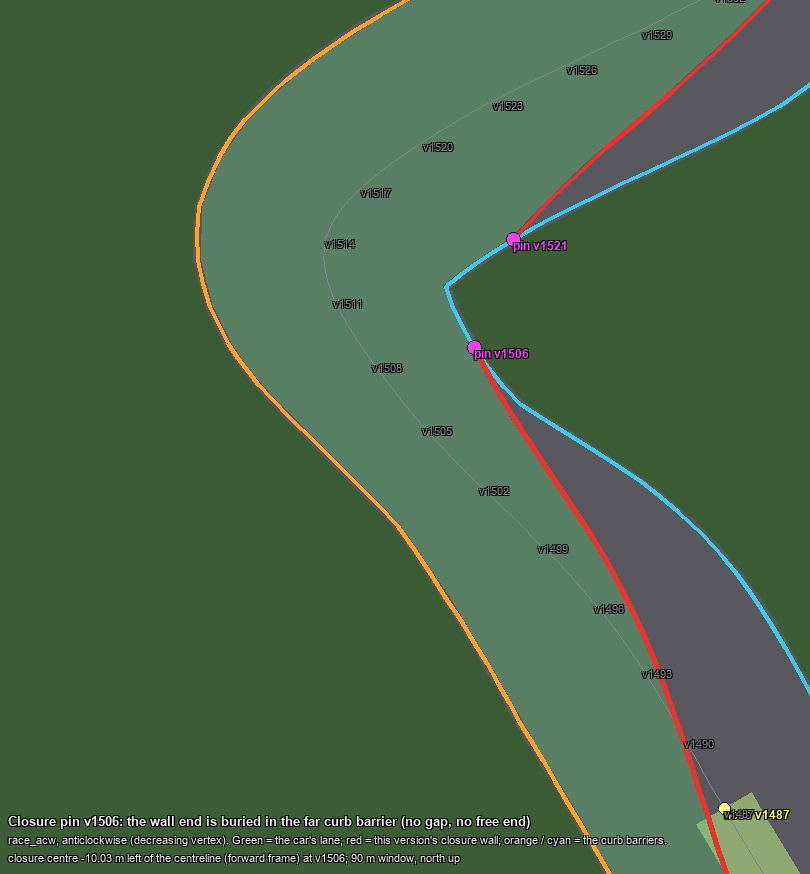 v1529
v1526
v1523
v1520
v1517
pin v1521
v1514
v1511
pin v1506
v1508
v1505
v1502
v1499
v1496
v1493
v1490
v1487 v1487
Closure pin v1506: the wall end is buried in the far curb barrier (no gap, no free end)
race_acw, anticlockwise (decreasing vertex). Green = the car's lane; red = this version's closure wall; orange / cyan = the curb barriers.
closure centre -10.03 m left of the centreline (forward frame) at v1506; 90 m window, north up